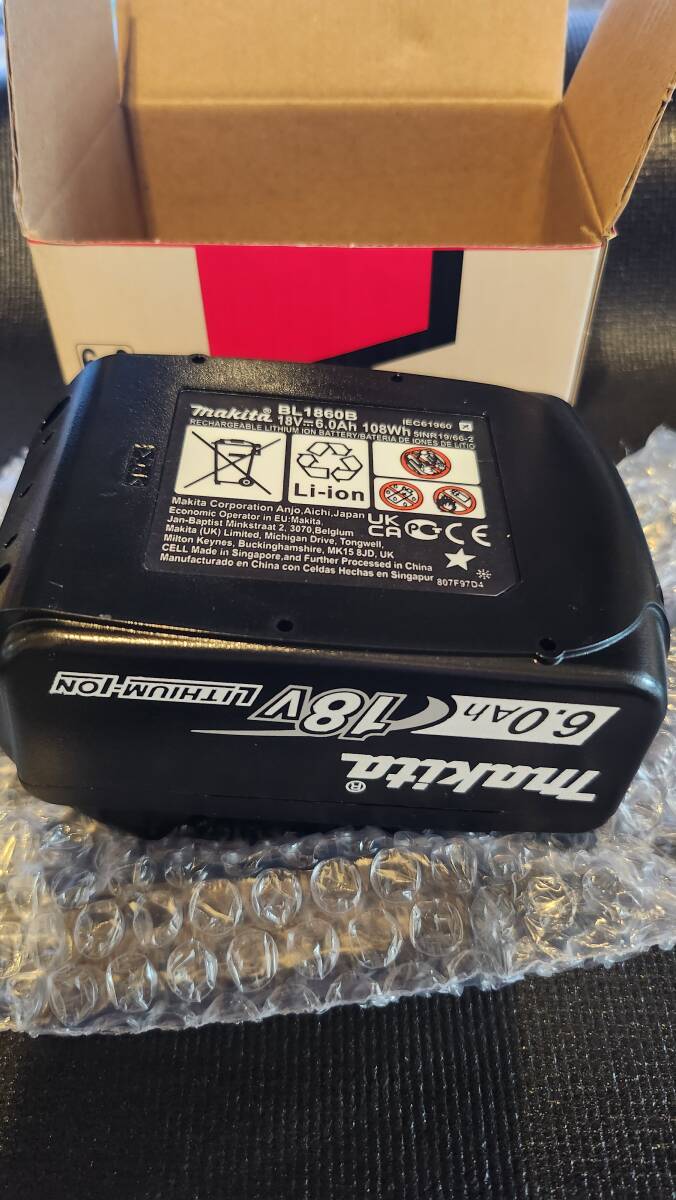 makita BL1860B
18V⎓6.0Ah 108Wh IEC61960
RECHARGEABLE LITHIUM ION BATTERY/BATERIA DE IONES DE LITIO 5INR19/66-2
Li-ion
Makita Corporation Anjo,Aichi,Japan
Economic Operator in EU:Makita
Jan-Baptist Minkstraat 2, 3070,Belgium
Makita (UK) Limited, Michigan Drive, Tongwell,
Milton Keynes, Buckinghamshire, MK15 8JD, UK
CELL Made in Singapore,and Further Processed in China
Manufacturado en China con Celdas Hechas en Singapur
UK
CA PG CE
807F97D4
makita®
6.0Ah 18V LITHIUM-ION